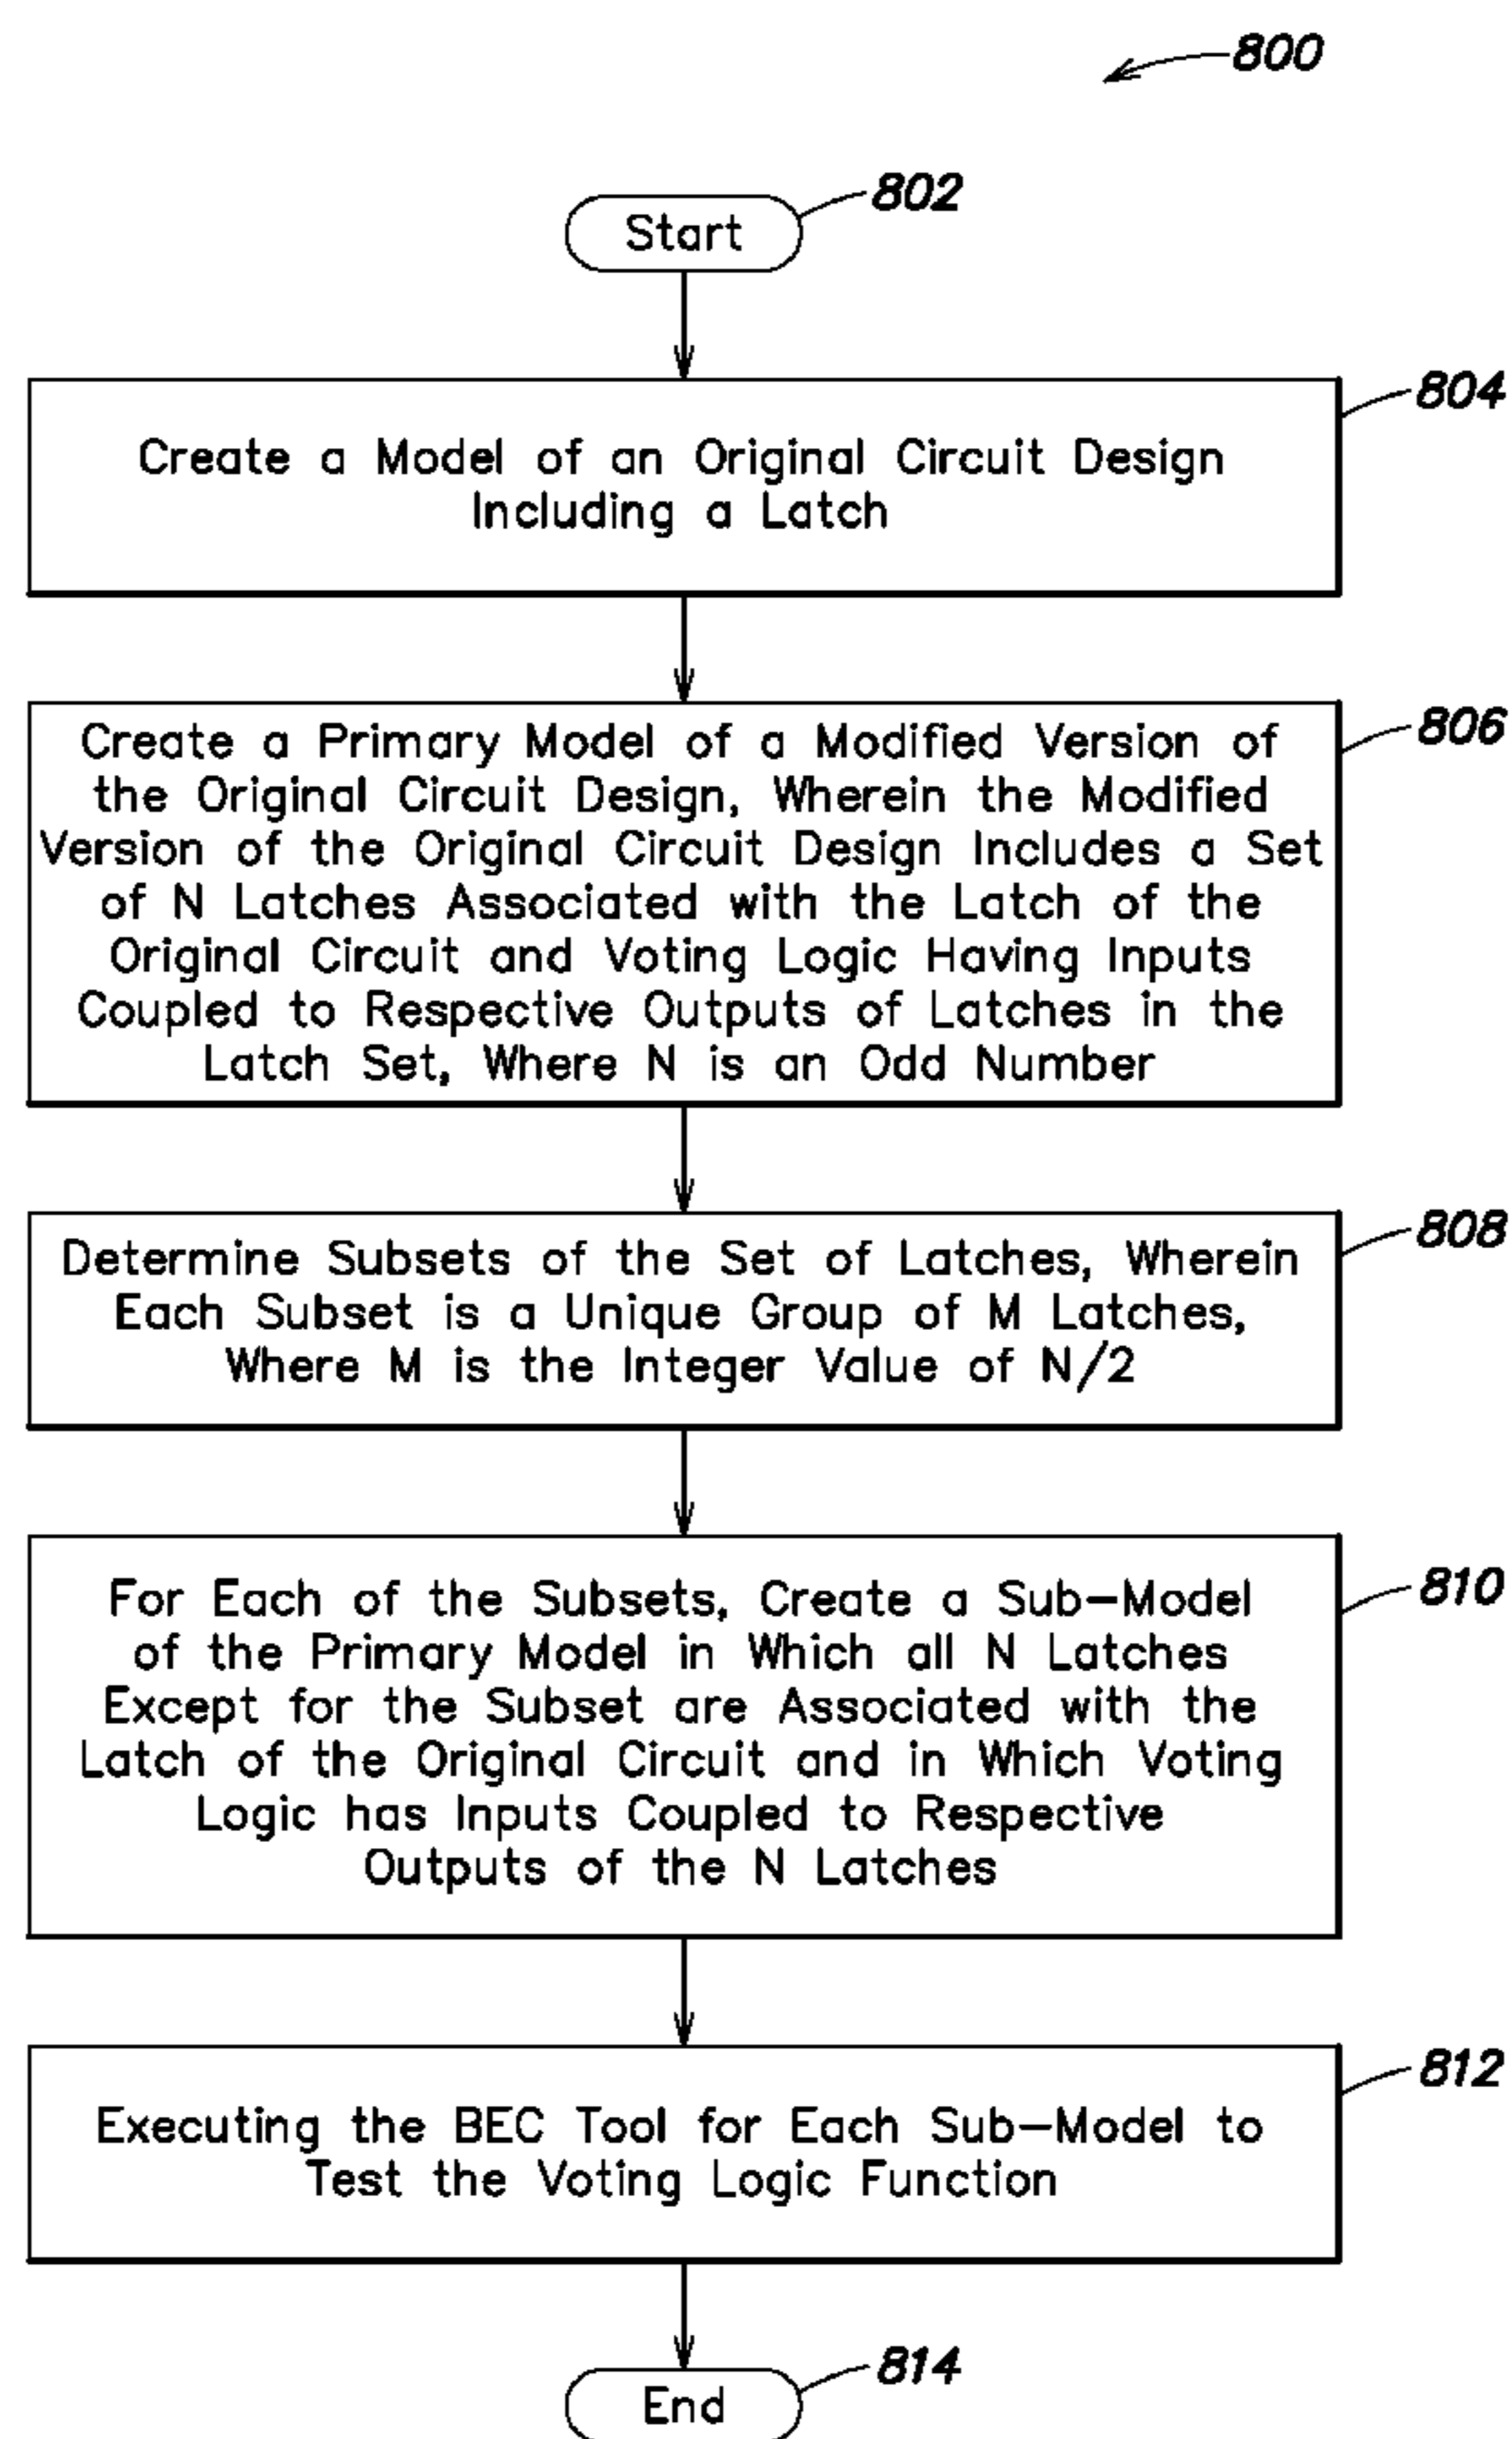 800
802
Start
804
Create a Model of an Original Circuit Design
Including a Latch
806
Create a Primary Model of a Modified Version of
the Original Circuit Design, Wherein the Modified
Version of the Original Circuit Design Includes a Set
of N Latches Associated with the Latch of the
Original Circuit and Voting Logic Having Inputs
Coupled to Respective Outputs of Latches in the
Latch Set, Where N is an Odd Number
808
Determine Subsets of the Set of Latches, Wherein
Each Subset is a Unique Group of M Latches,
Where M is the Integer Value of N/2
810
For Each of the Subsets, Create a Sub-Model
of the Primary Model in Which all N Latches
Except for the Subset are Associated with the
Latch of the Original Circuit and in Which Voting
Logic has Inputs Coupled to Respective
Outputs of the N Latches
812
Executing the BEC Tool for Each Sub-Model to
Test the Voting Logic Function
814
End